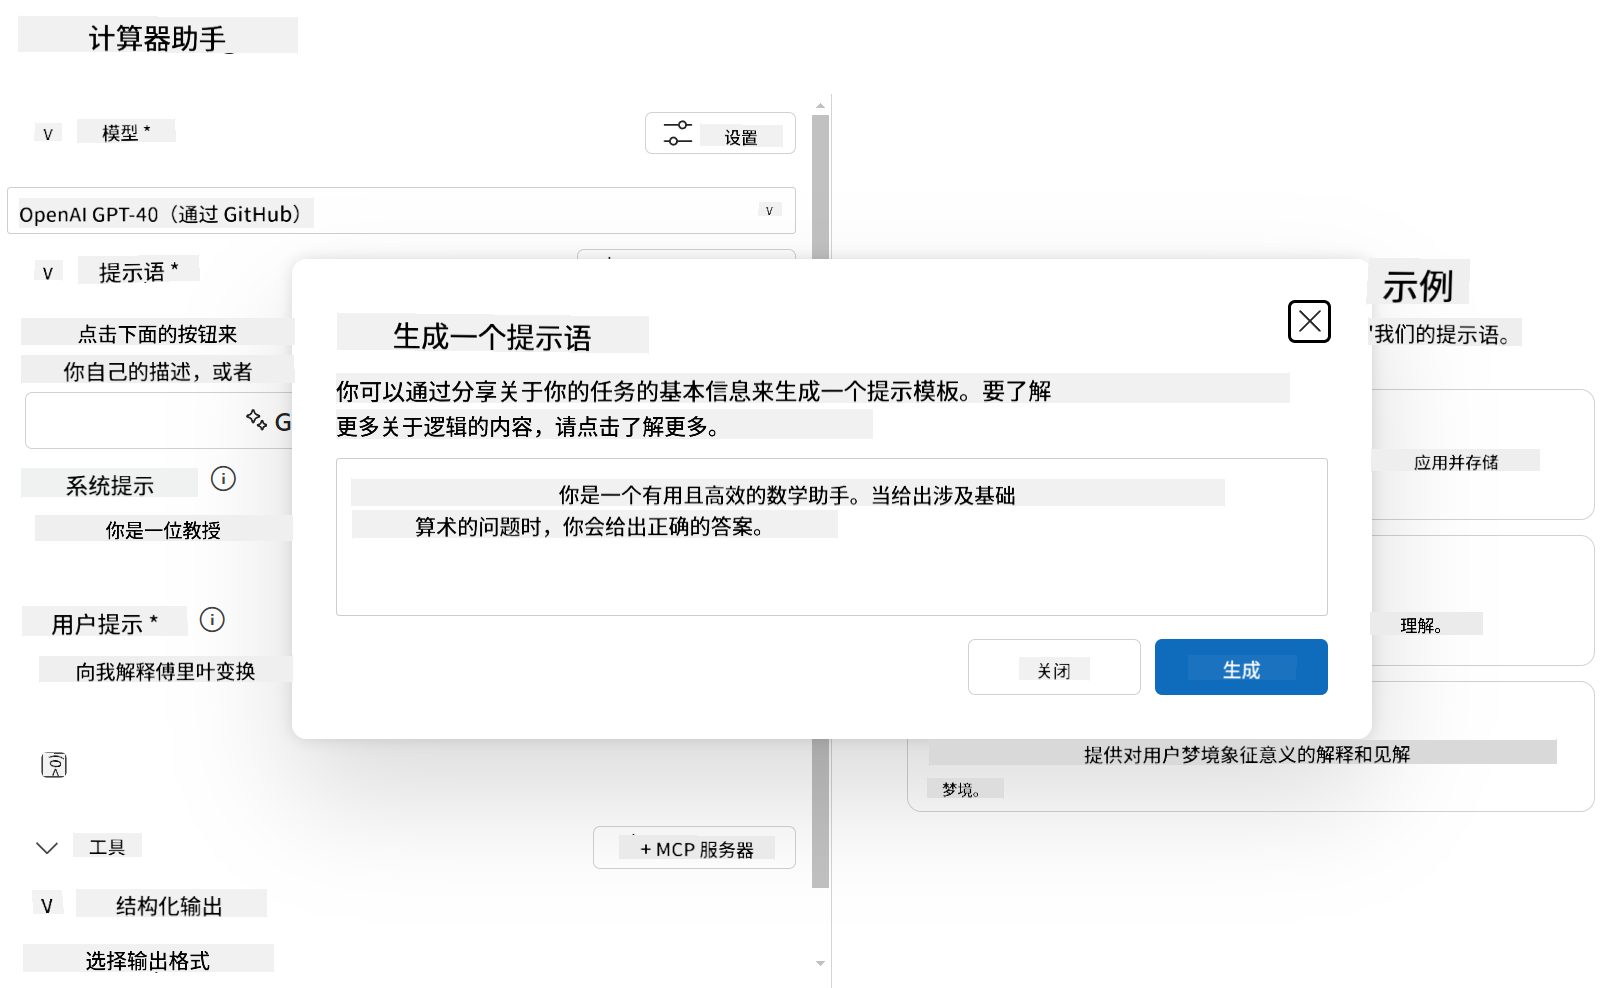 计算器助手
模型 *
设置
OpenAI GPT-4o（通过 GitHub）
提示语 *
点击下面的按钮来
你自己的描述，或者
G
系统提示
你是一位教授
用户提示 *
向我解释傅里叶变换
工具
+ MCP 服务器
结构化输出
选择输出格式
生成一个提示语
你可以通过分享关于你的任务的基本信息来生成一个提示模板。要了解
更多关于逻辑的内容，请点击了解更多。
你是一个有用且高效的数学助手。当给出涉及基础
算术的问题时，你会给出正确的答案。
关闭
生成
示例
我们的提示语。
应用并存储
理解。
提供对用户梦境象征意义的解释和见解
梦境。